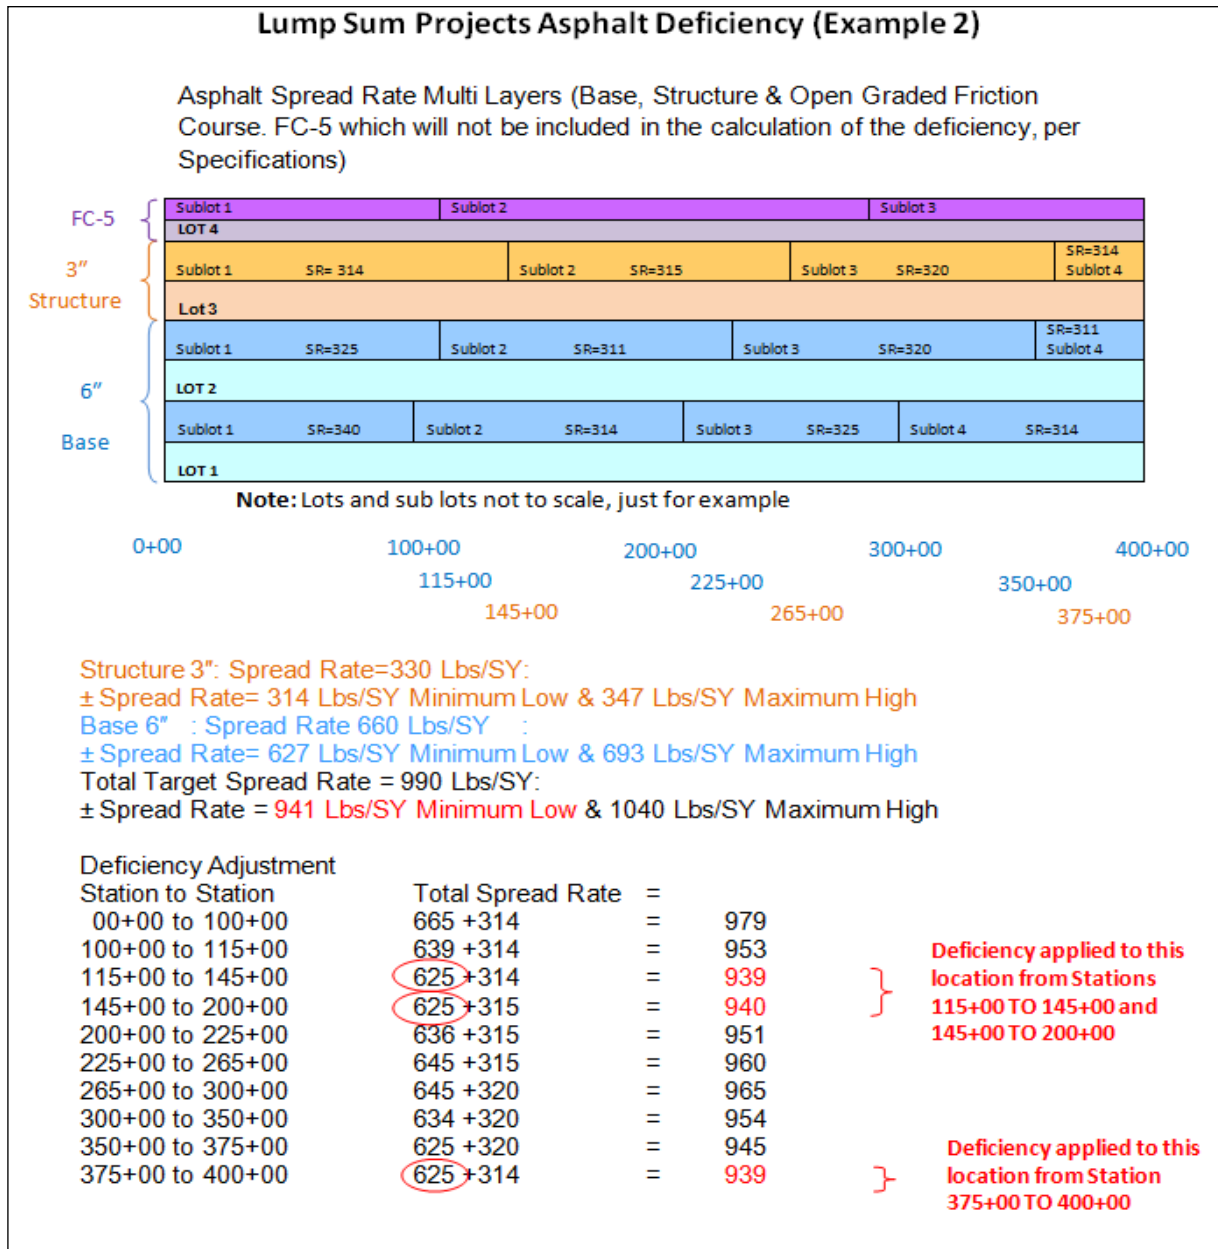 Lump Sum Projects Asphalt Deficiency (Example 2)
Asphalt Spread Rate Multi Layers (Base, Structure & Open Graded Friction
Course. FC-5 which will not be included in the calculation of the deficiency, per
Specifications)
FC-5
Sublot 1 Sublot 2 Sublot 3
LOT 4
3″
Structure
SR=314
Sublot 1 SR= 314 Sublot 2 SR=315 Sublot 3 SR=320 Sublot 4
Lot 3
6″
Base
SR=311
Sublot 1 SR=325 Sublot 2 SR=311 Sublot 3 SR=320 Sublot 4
LOT 2
Sublot 1 SR=340 Sublot 2 SR=314 Sublot 3 SR=325 Sublot 4 SR=314
LOT 1
Note: Lots and sub lots not to scale, just for example
0+00 100+00 200+00 300+00 400+00
115+00 225+00 350+00
145+00 265+00 375+00
Structure 3″: Spread Rate=330 Lbs/SY:
± Spread Rate= 314 Lbs/SY Minimum Low & 347 Lbs/SY Maximum High
Base 6″ : Spread Rate 660 Lbs/SY :
± Spread Rate= 627 Lbs/SY Minimum Low & 693 Lbs/SY Maximum High
Total Target Spread Rate = 990 Lbs/SY:
± Spread Rate = 941 Lbs/SY Minimum Low & 1040 Lbs/SY Maximum High
Deficiency Adjustment
Station to Station Total Spread Rate =
00+00 to 100+00 665 +314 = 979
100+00 to 115+00 639 +314 = 953
115+00 to 145+00 625 +314 = 939
145+00 to 200+00 625 +315 = 940
200+00 to 225+00 636 +315 = 951
225+00 to 265+00 645 +315 = 960
265+00 to 300+00 645 +320 = 965
300+00 to 350+00 634 +320 = 954
350+00 to 375+00 625 +320 = 945
375+00 to 400+00 625 +314 = 939
Deficiency applied to this
location from Stations
115+00 TO 145+00 and
145+00 TO 200+00
Deficiency applied to this
location from Station
375+00 TO 400+00